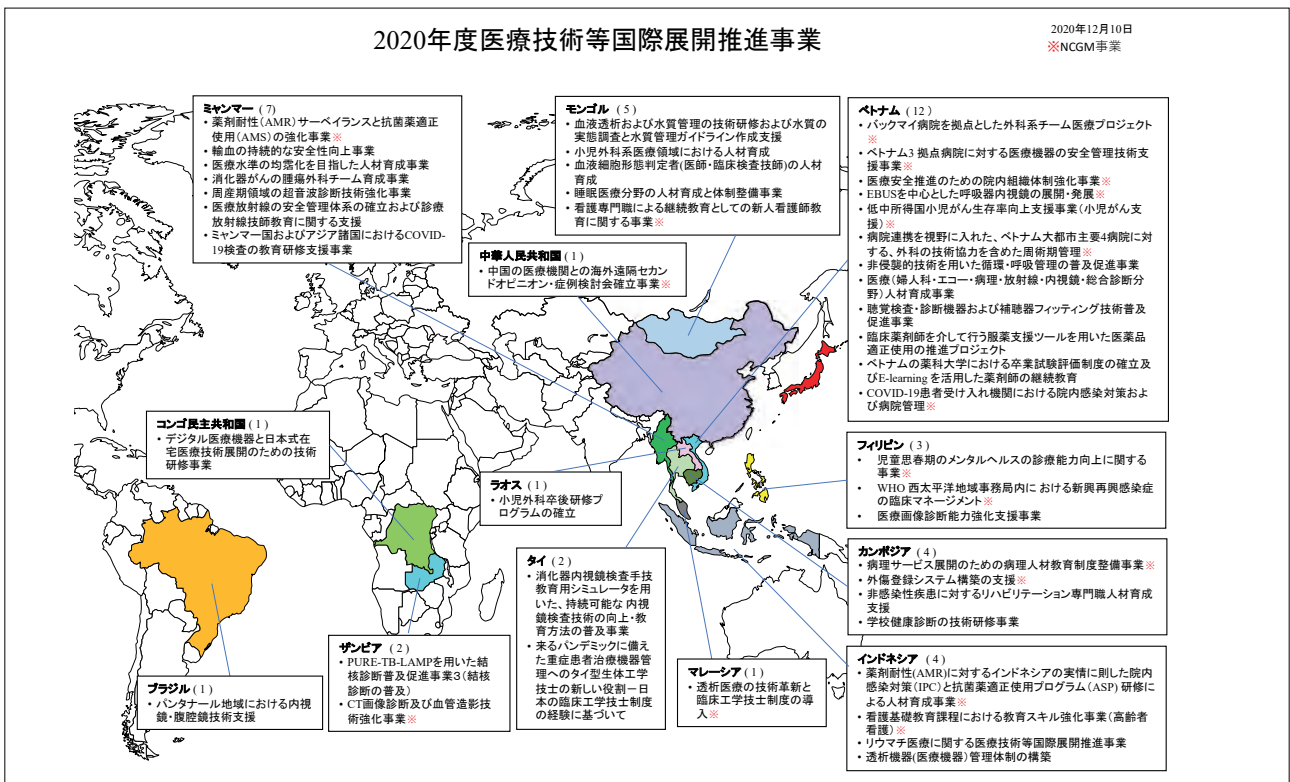 2020年度医療技術等国際展開推進事業
2020年12月10日
※NCGM事業
ミャンマー (7)
• 薬剤耐性(AMR)サーベイランスと抗菌薬適正
使用(AMS)の強化事業※
• 輸血の持続的な安全性向上事業
• 医療水準の均霑化を目指した人材育成事業
• 消化器がんの腫瘍外科チーム育成事業
• 周産期領域の超音波診断技術強化事業
• 医療放射線の安全管理体系の確立および診療
放射線技師教育に関する支援
• ミャンマー国およびアジア諸国におけるCOVID-
19検査の教育研修支援事業
モンゴル (5)
• 血液透析および水質管理の技術研修および水質の
実態調査と水質管理ガイドライン作成支援
• 小児外科系医療領域における人材育成
• 血液細胞形態判定者(医師・臨床検査技師)の人材
育成
• 睡眠医療分野の人材育成と体制整備事業
• 看護専門職による継続教育としての新人看護師教
育に関する事業※
ベトナム (12)
• バックマイ病院を拠点とした外科系チーム医療プロジェクト
※
• ベトナム3 拠点病院に対する医療機器の安全管理技術支
援事業※
• 医療安全推進のための院内組織体制強化事業※
• EBUSを中心とした呼吸器内視鏡の展開・発展※
• 低中所得国小児がん生存率向上支援事業(小児がん支
援)※
• 病院連携を視野に入れた、ベトナム大都市主要4病院に
対する、外科的技術協力を含めた周術期管理※
• 非侵襲的技術を用いた循環・呼吸管理の普及促進事業
• 医療(婦人科・エコー・病理・放射線・内視鏡・総合診断分
野)人材育成事業
• 聴覚検査・診断機器および補聴器フィッティング技術普及
促進事業
• 臨床薬剤師を介して行う服薬支援ツールを用いた医薬品
適正使用の推進プロジェクト
• ベトナムの薬科大学における卒業試験評価制度の確立及
びE-learning を活用した薬剤師の継続教育
• COVID-19患者受け入れ機関における院内感染対策およ
び病院管理※
中華人民共和国 (1)
• 中国の医療機関との海外遠隔セカン
ドオピニオン・症例検討会確立事業※
コンゴ民主共和国 (1)
• デジタル医療機器と日本式在
宅医療技術展開のための技術
研修事業
ラオス (1)
• 小児外科卒後研修プ
ログラムの確立
フィリピン (3)
• 児童思春期のメンタルヘルスの診療能力向上に関する
事業※
• WHO 西太平洋地域事務局内に おける新興再興感染症
の臨床マネージメント※
• 医療画像診断能力強化支援事業
タイ (2)
• 消化器内視鏡検査手技
教育用シミュレータを用
いた、持続可能な 内視
鏡検査技術の向上・教
育方法の普及事業
• 来るパンデミックに備え
た重症患者治療機器管
理へのタイ型生体工学
技士の新しい役割ー日
本の臨床工学技士制度
の経験に基づいて
カンボジア (4)
• 病理サービス展開のための病理人材教育制度整備事業※
• 外傷登録システム構築の支援※
• 非感染性疾患に対するリハビリテーション専門職人材育成
支援
• 学校健康診断の技術研修事業
ザンビア (2)
• PURE-TB-LAMPを用いた結
核診断普及促進事業3(結核
診断の普及)
• CT画像診断及び血管造影技
術強化事業※
マレーシア (1)
• 透析医療の技術革新と
臨床工学技士制度の導
入※
インドネシア (4)
• 薬剤耐性(AMR)に対するインドネシアの実情に則した院内
感染対策(IPC)と抗菌薬適正使用プログラム(ASP) 研修に
よる人材育成事業※
• 看護基礎教育課程における教育スキル強化事業(高齢者
看護)※
• リウマチ医療に関する医療技術等国際展開推進事業
• 透析機器(医療機器)管理体制の構築
ブラジル (1)
• パンタナール地域における内視
鏡・腹腔鏡技術支援